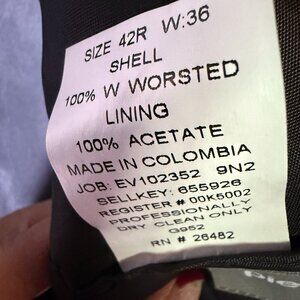 SIZE 42R W:36
SHELL
100% W WORSTED
LINING
100% ACETATE
MADE IN COLOMBIA
JOB: EV102352 9N2
SELLKEY: 655926
REGISTER # 00K5002
PROFESSIONALLY
DRY CLEAN ONLY
G952
RN # 26482